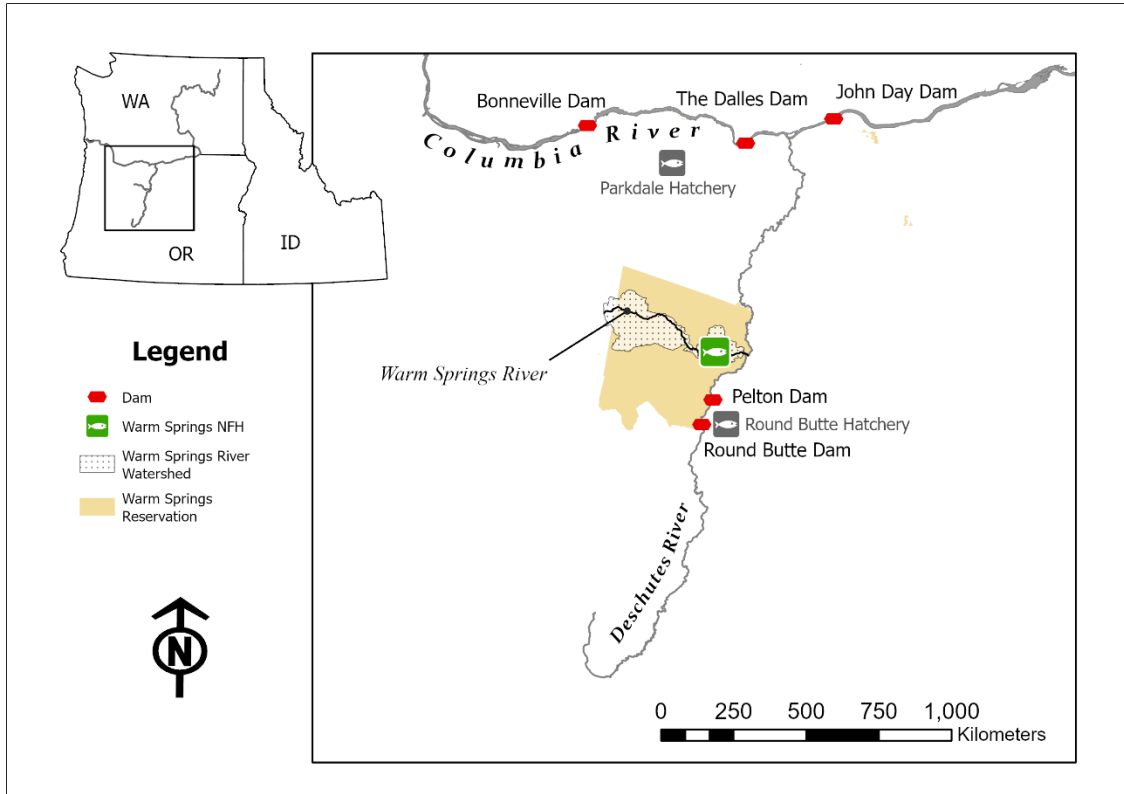 WA
OR
ID
Bonneville Dam
The Dalles Dam
John Day Dam
Columbia River
Parkdale Hatchery
Warm Springs River
Pelton Dam
Round Butte Hatchery
Round Butte Dam
Deschutes River
Legend
Dam
Warm Springs NFH
Warm Springs River
Watershed
Warm Springs
Reservation
N
0 250 500 750 1,000
Kilometers